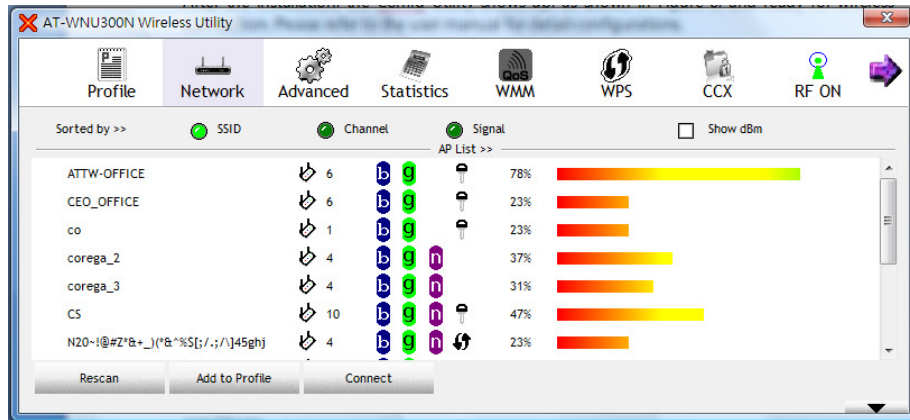 AT-WNU300N Wireless Utility
Profile Network Advanced Statistics WMM WPS CCX RF ON
QoS
Sorted by >> SSID Channel Signal Show dBm
AP List >>
ATTW-OFFICE 6 b g 78%
CEO_OFFICE 6 b g 23%
co 1 b g 23%
corega_2 4 b g n 37%
corega_3 4 b g n 31%
CS 10 b g n 47%
N20~!@#Z*&+_)(*&^%S[;/.;/\]45ghj 4 b g n 23%
Rescan Add to Profile Connect